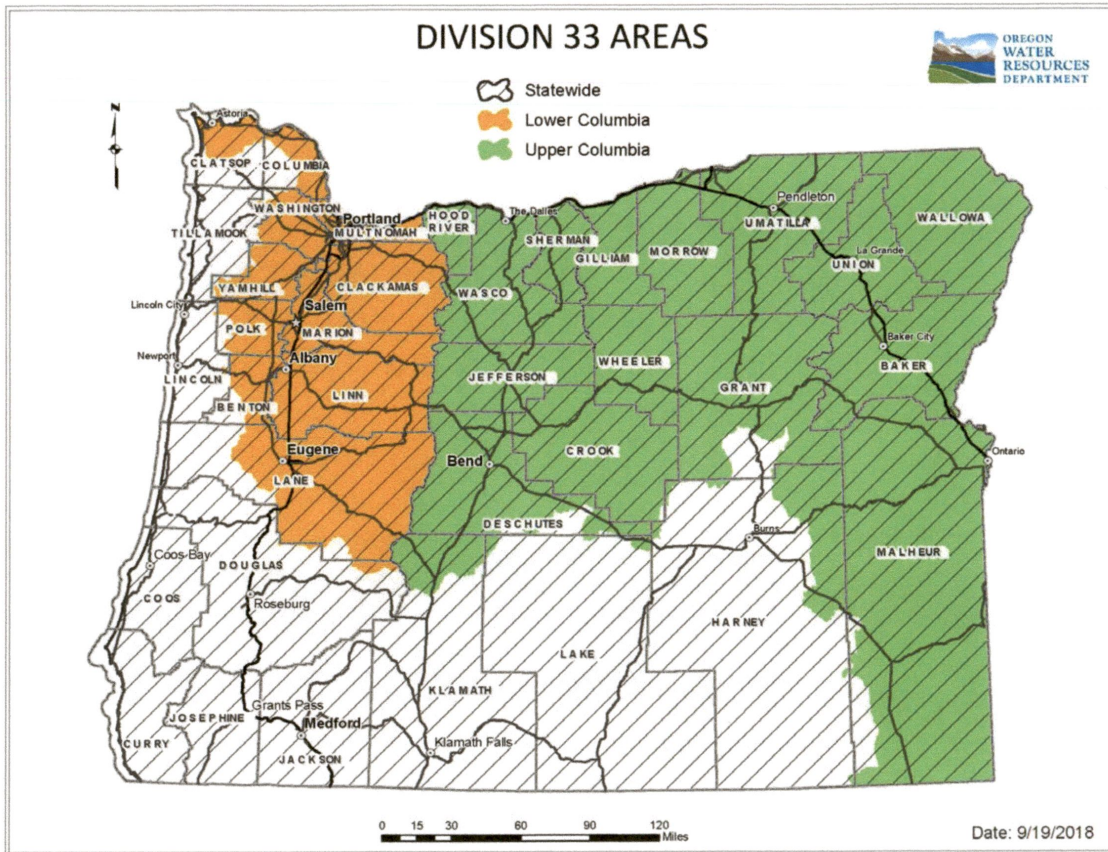 DIVISION 33 AREAS
OREGON
WATER
RESOURCES
DEPARTMENT
Statewide
Lower Columbia
Upper Columbia
N
Astoria
CLATSOP
COLUMBIA
WASHINGTON
Portland
MULTNOMAH
HOOD
RIVER
The Dalles
Pendleton
UMATILLA
WALLOWA
TILLAMOOK
SHERMAN
GILLIAM
MORROW
La Grande
UNION
YAMHILL
CLACKAMAS
WASCO
Lincoln City
Salem
POLK
MARION
Baker City
Newport
Albany
WHEELER
BAKER
LINCOLN
JEFFERSON
GRANT
BENTON
LINN
Eugene
Bend
CROOK
Ontario
LANE
DESCHUTES
Burns
Coos Bay
DOUGLAS
MALHEUR
COOS
Roseburg
HARNEY
LAKE
KLAMATH
Grants Pass
JOSEPHINE
Medford
CURRY
Klamath Falls
JACKSON
0 15 30 60 90 120
Miles
Date: 9/19/2018